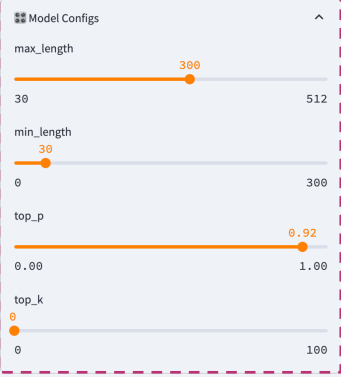 Model Configs
max_length
300
30 512
min_length
30
0 300
top_p
0.92
0.00 1.00
top_k
0
0 100